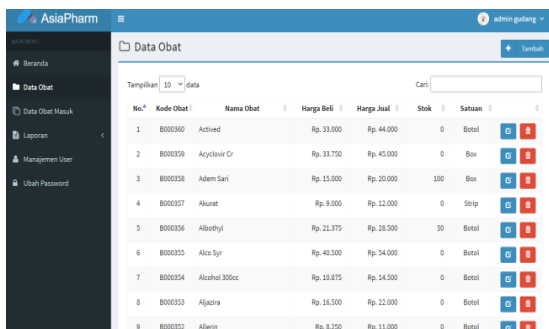 AsiaPharm
admin gudang
MAIN MENU
Beranda
Data Obat
Data Obat Masuk
Laporan
Manajemen User
Ubah Password
Data Obat
+ Tambah
Tampilkan 10 data
Cari:
No. Kode Obat Nama Obat Harga Beli Harga Jual Stok Satuan
1 B000360 Actived Rp. 33.000 Rp. 44.000 0 Botol
2 B000359 Acyclovir Cr Rp. 33.750 Rp. 45.000 0 Box
3 B000358 Adem Sari Rp. 15.000 Rp. 20.000 100 Box
4 B000357 Akurat Rp. 9.000 Rp. 12.000 0 Strip
5 B000356 Albothyl Rp. 21.375 Rp. 28.500 50 Botol
6 B000355 Alco Syr Rp. 40.500 Rp. 54.000 0 Botol
7 B000354 Alcohol 300cc Rp. 10.875 Rp. 14.500 0 Botol
8 B000353 Aljazira Rp. 16.500 Rp. 22.000 0 Botol
9 B000352 Allerin Rp. 8.250 Rp. 11.000 0 Botol